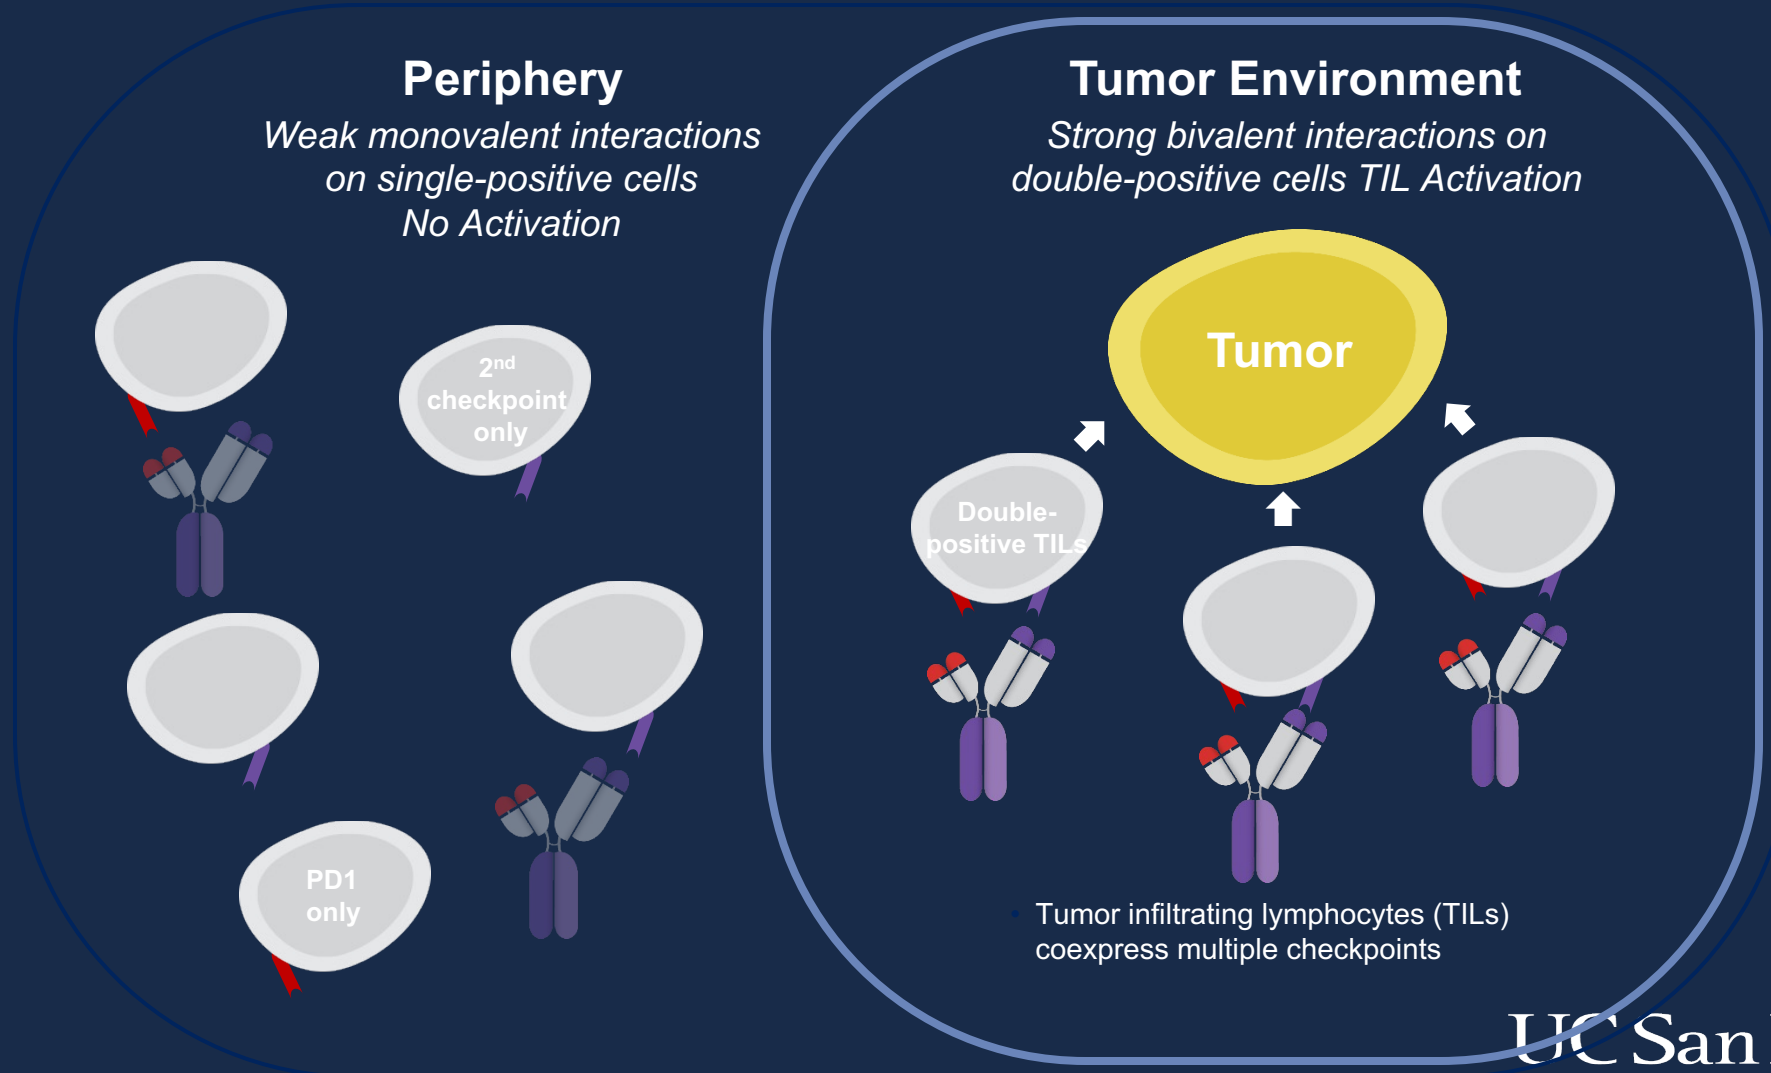 Periphery
Weak monovalent interactions
on single-positive cells
No Activation
2nd
checkpoint
only
PD1
only
Tumor Environment
Strong bivalent interactions on
double-positive cells TIL Activation
Tumor
Double-
positive TILs
• Tumor infiltrating lymphocytes (TILs)
coexpress multiple checkpoints
UC San